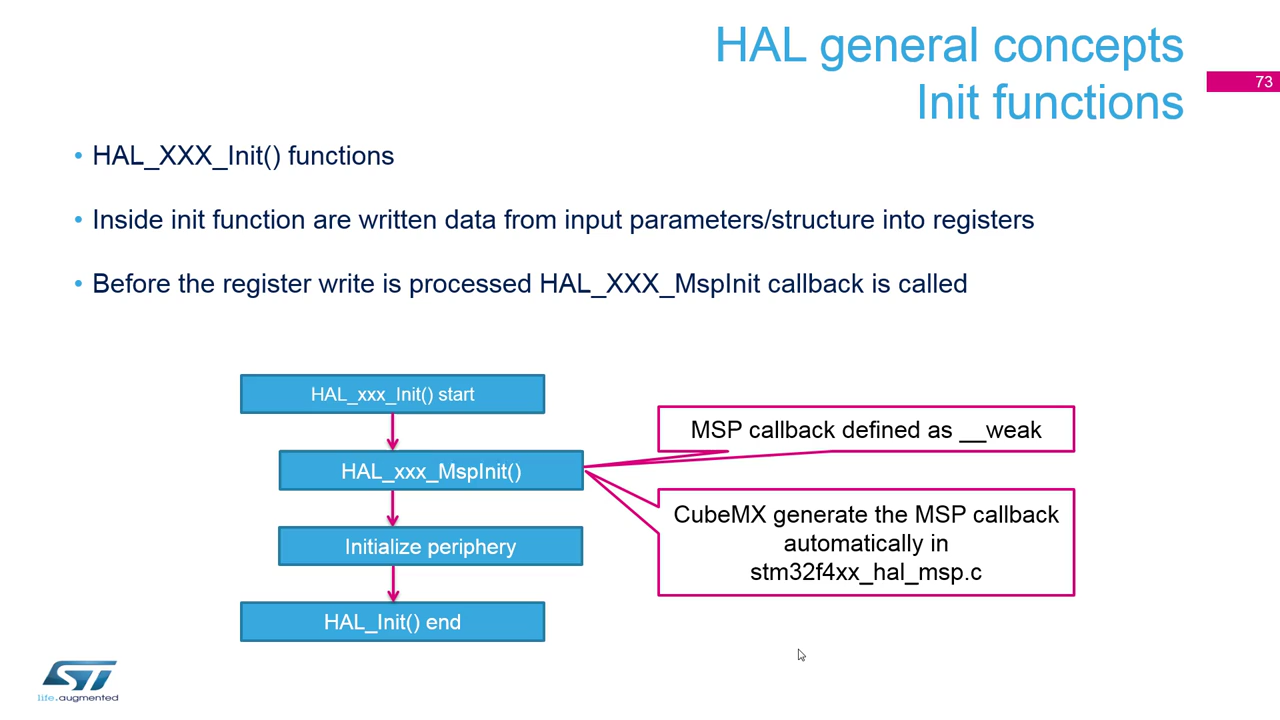 HAL general concepts
Init functions
73
• HAL_XXX_Init() functions
• Inside init function are written data from input parameters/structure into registers
• Before the register write is processed HAL_XXX_MspInit callback is called
HAL_xxx_Init() start
HAL_xxx_MspInit()
Initialize periphery
HAL_Init() end
MSP callback defined as __weak
CubeMX generate the MSP callback
automatically in
stm32f4xx_hal_msp.c
ST
life.augmented